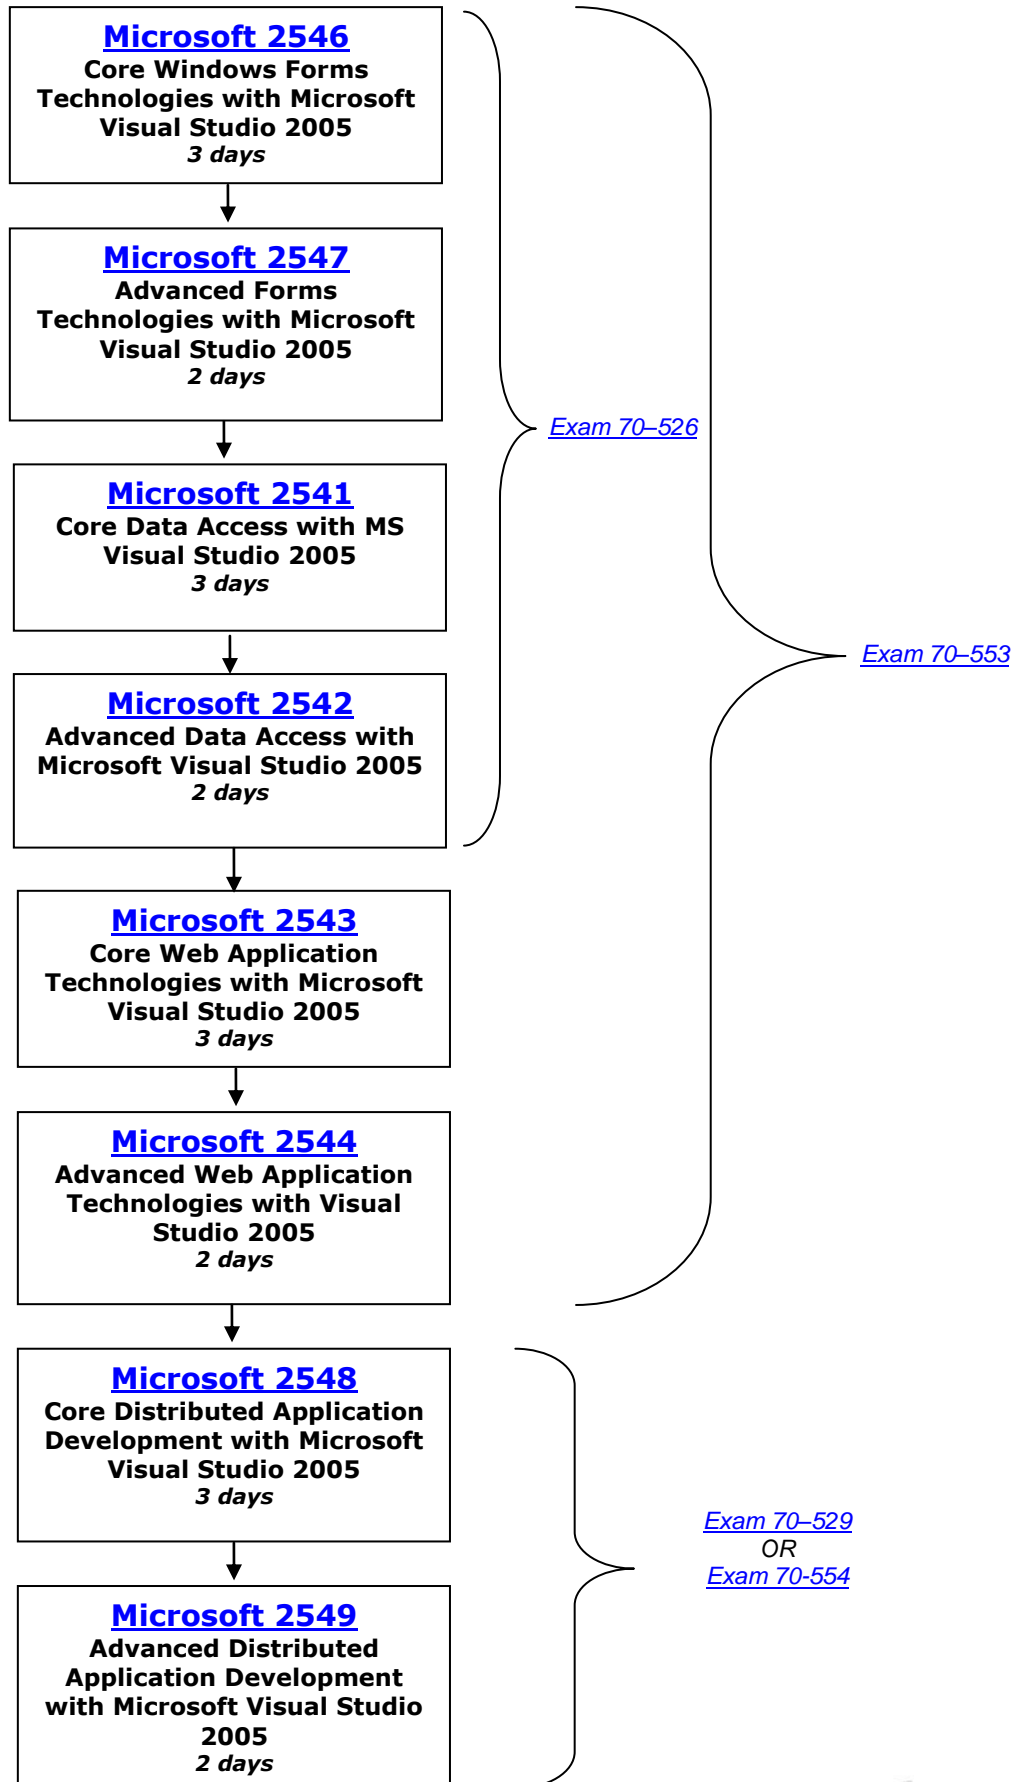 Microsoft 2546
Core Windows Forms
Technologies with Microsoft
Visual Studio 2005
3 days
Microsoft 2547
Advanced Forms
Technologies with Microsoft
Visual Studio 2005
2 days
Exam 70–526
Microsoft 2541
Core Data Access with MS
Visual Studio 2005
3 days
Exam 70–553
Microsoft 2542
Advanced Data Access with
Microsoft Visual Studio 2005
2 days
Microsoft 2543
Core Web Application
Technologies with Microsoft
Visual Studio 2005
3 days
Microsoft 2544
Advanced Web Application
Technologies with Visual
Studio 2005
2 days
Microsoft 2548
Core Distributed Application
Development with Microsoft
Visual Studio 2005
3 days
Exam 70–529
OR
Exam 70-554
Microsoft 2549
Advanced Distributed
Application Development
with Microsoft Visual Studio
2005
2 days